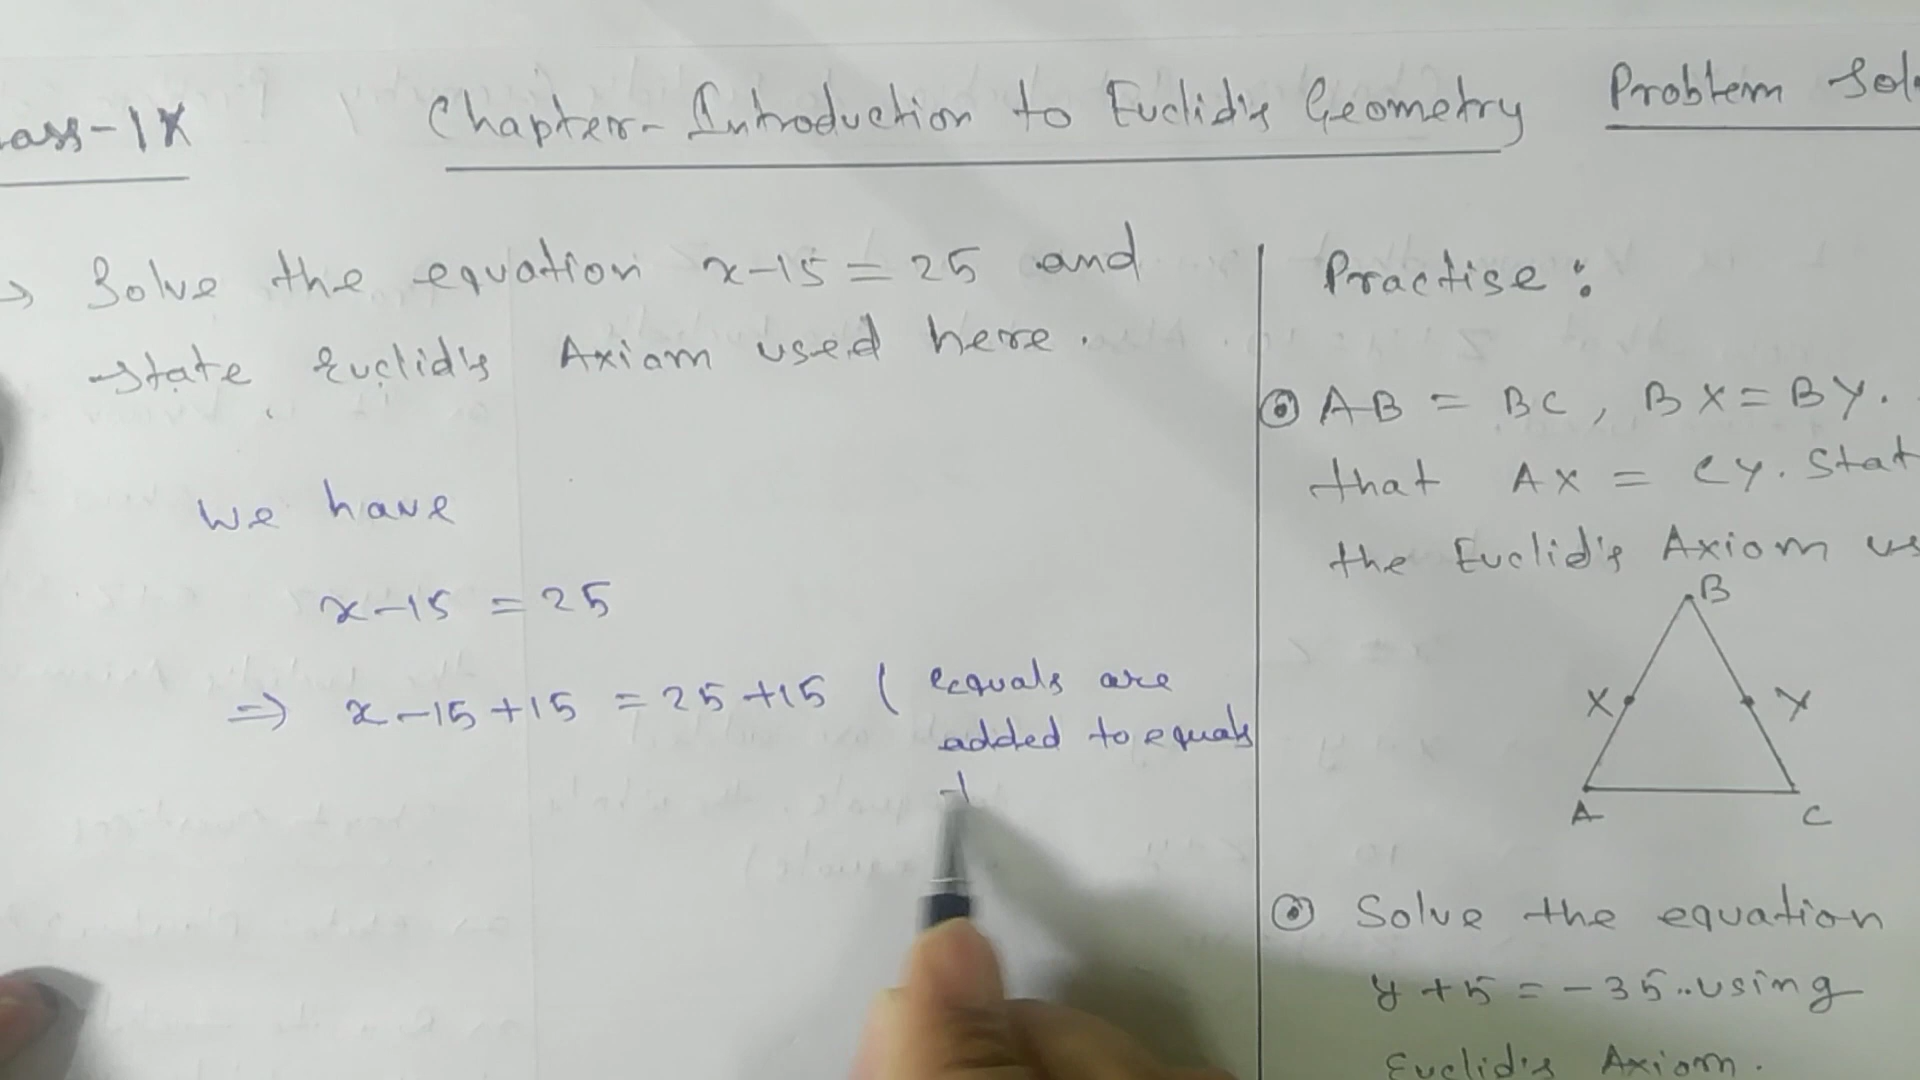 Class-IX
Chapter- Introduction to Euclid's Geometry
Problem
Solve the equation x-15 = 25 and
state Euclid's Axiom used here.
We have
x-15 = 25
⇒ x-15+15 = 25+15 ( equals are
added to equals
Practise:
AB = BC, BX = BY.
that AX = CY. Stat
the Euclid's Axiom us
B
X
Y
A
C
Solve the equation
y+5 = -35..using
Euclid's Axiom.